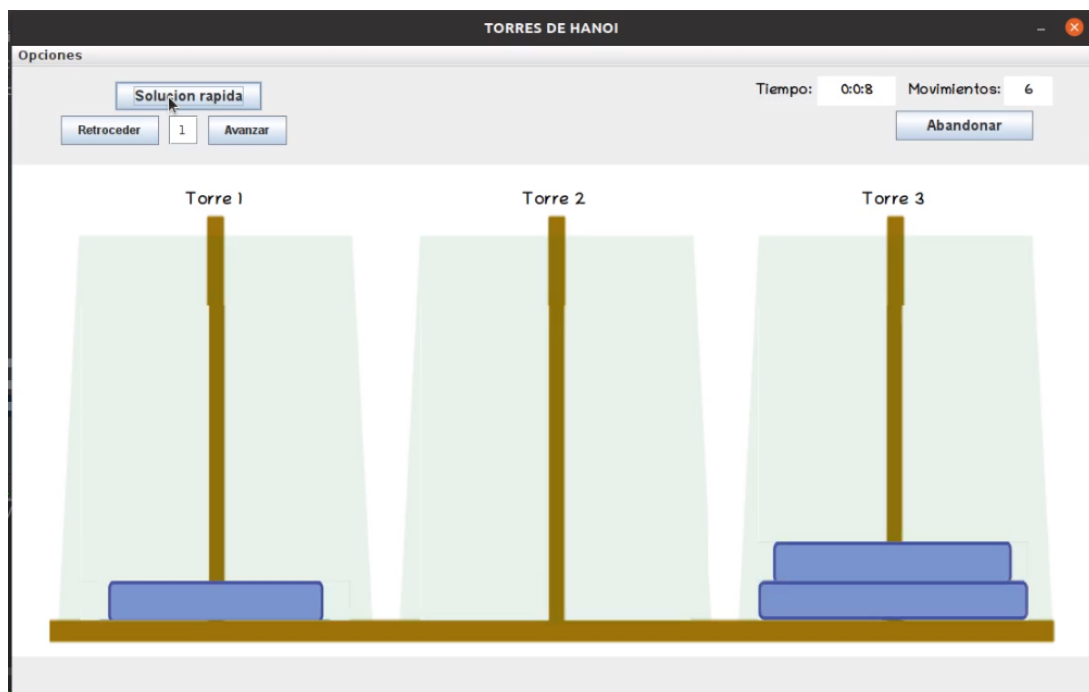 TORRES DE HANOI
Opciones
Solucion rapida
Tiempo: 0:0:8 Movimientos: 6
Retroceder 1 Avanzar
Abandonar
Torre 1 Torre 2 Torre 3